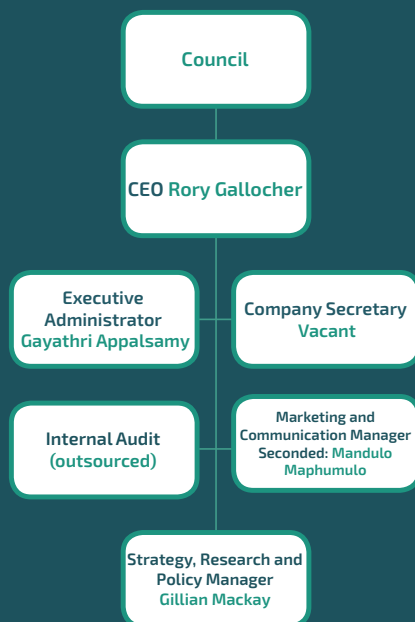 Council
CEO Rory Gallocher
Executive
Administrator
Gayathri Appalsamy
Company Secretary
Vacant
Internal Audit
(outsourced)
Marketing and
Communication Manager
Seconded: Mandulo
Maphumulo
Strategy, Research and
Policy Manager
Gillian Mackay